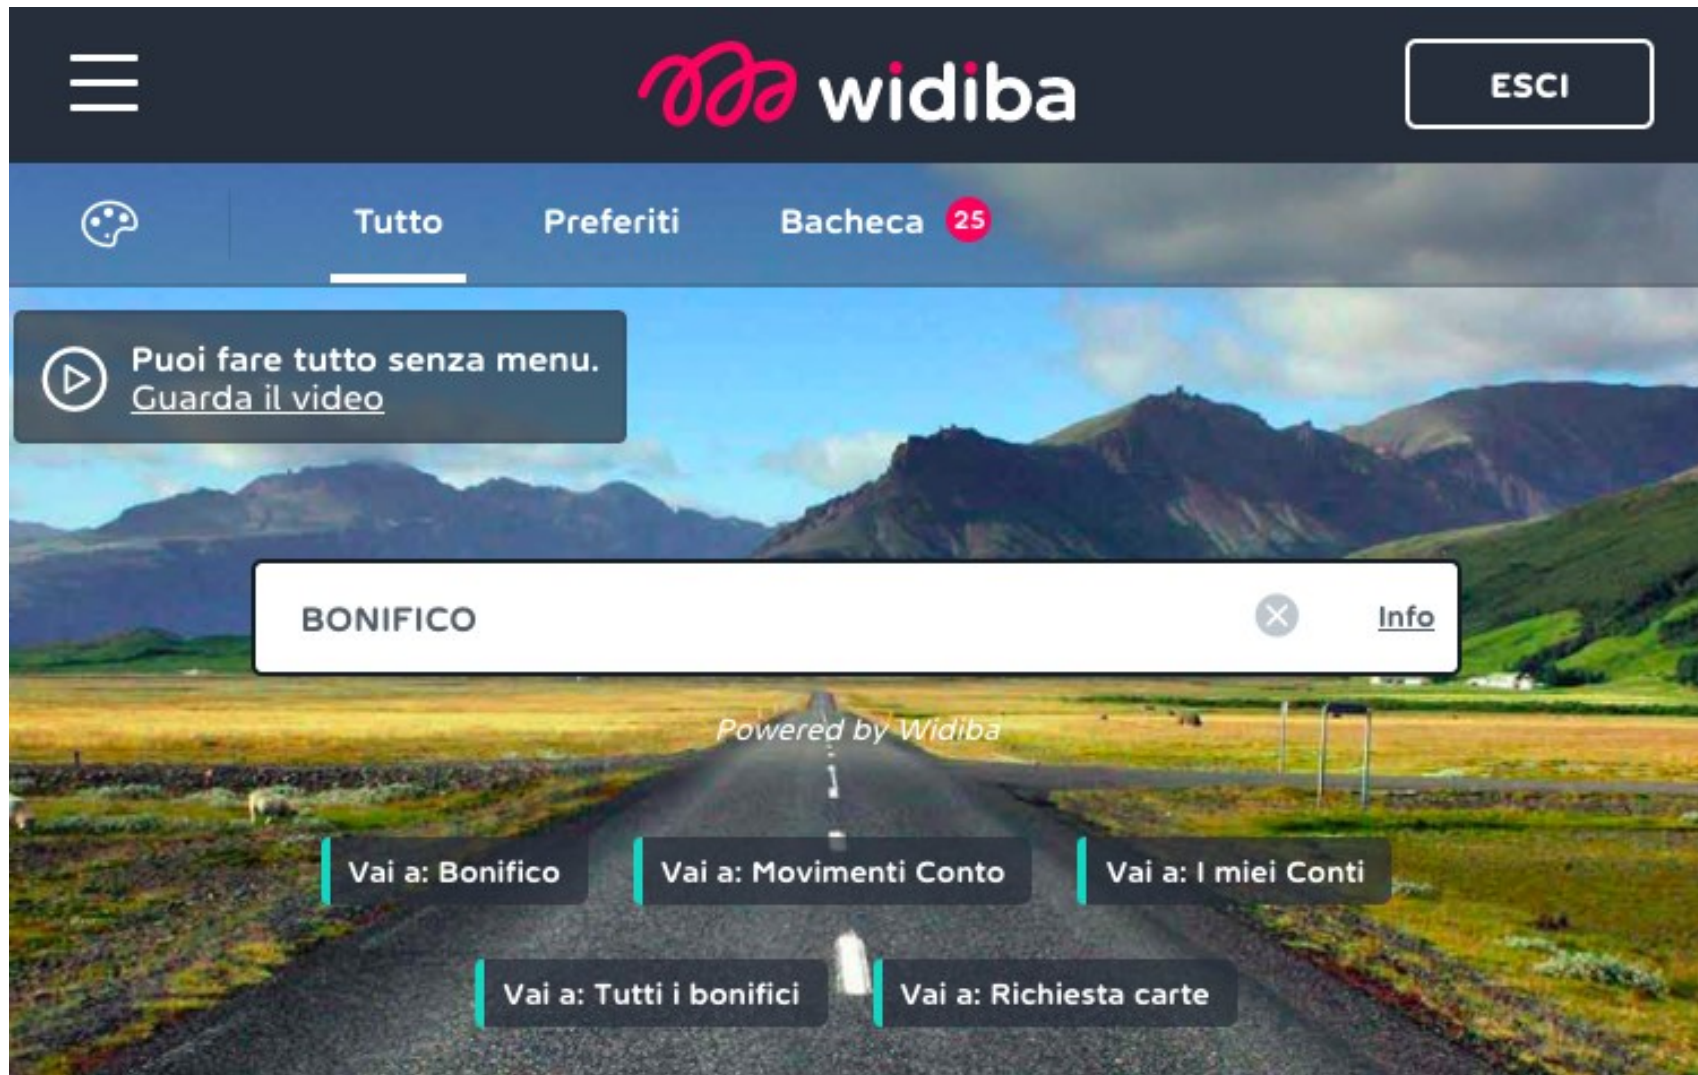 widiba
ESCI
Tutto
Preferiti
Bacheca 25
Puoi fare tutto senza menu.
Guarda il video
BONIFICO
Info
Powered by Widiba
Vai a: Bonifico
Vai a: Movimenti Conto
Vai a: I miei Conti
Vai a: Tutti i bonifici
Vai a: Richiesta carte